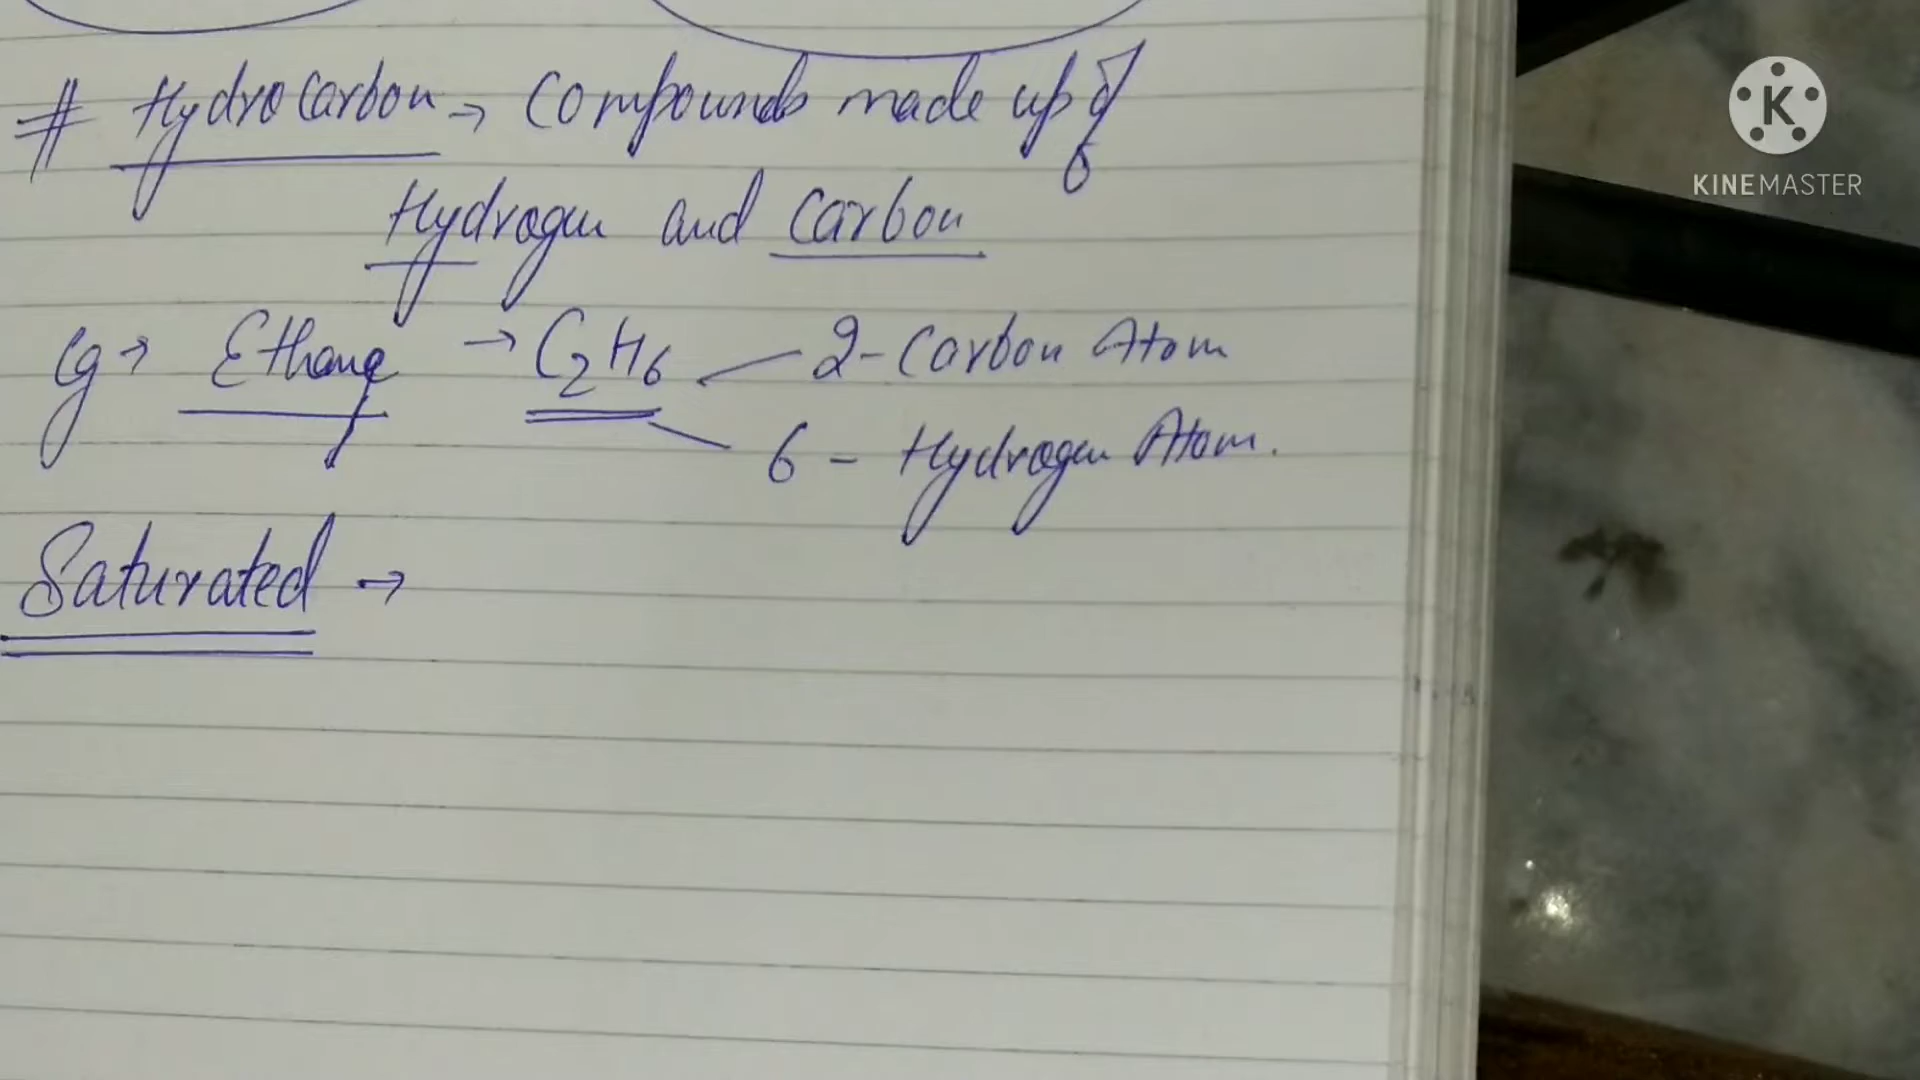 # Hydrocarbon → Compounds made up of
Hydrogen and Carbon
eg → Ethane → C₂H₆ 2 - Carbon Atom
6 - Hydrogen Atom.
Saturated →
K
KINEMASTER